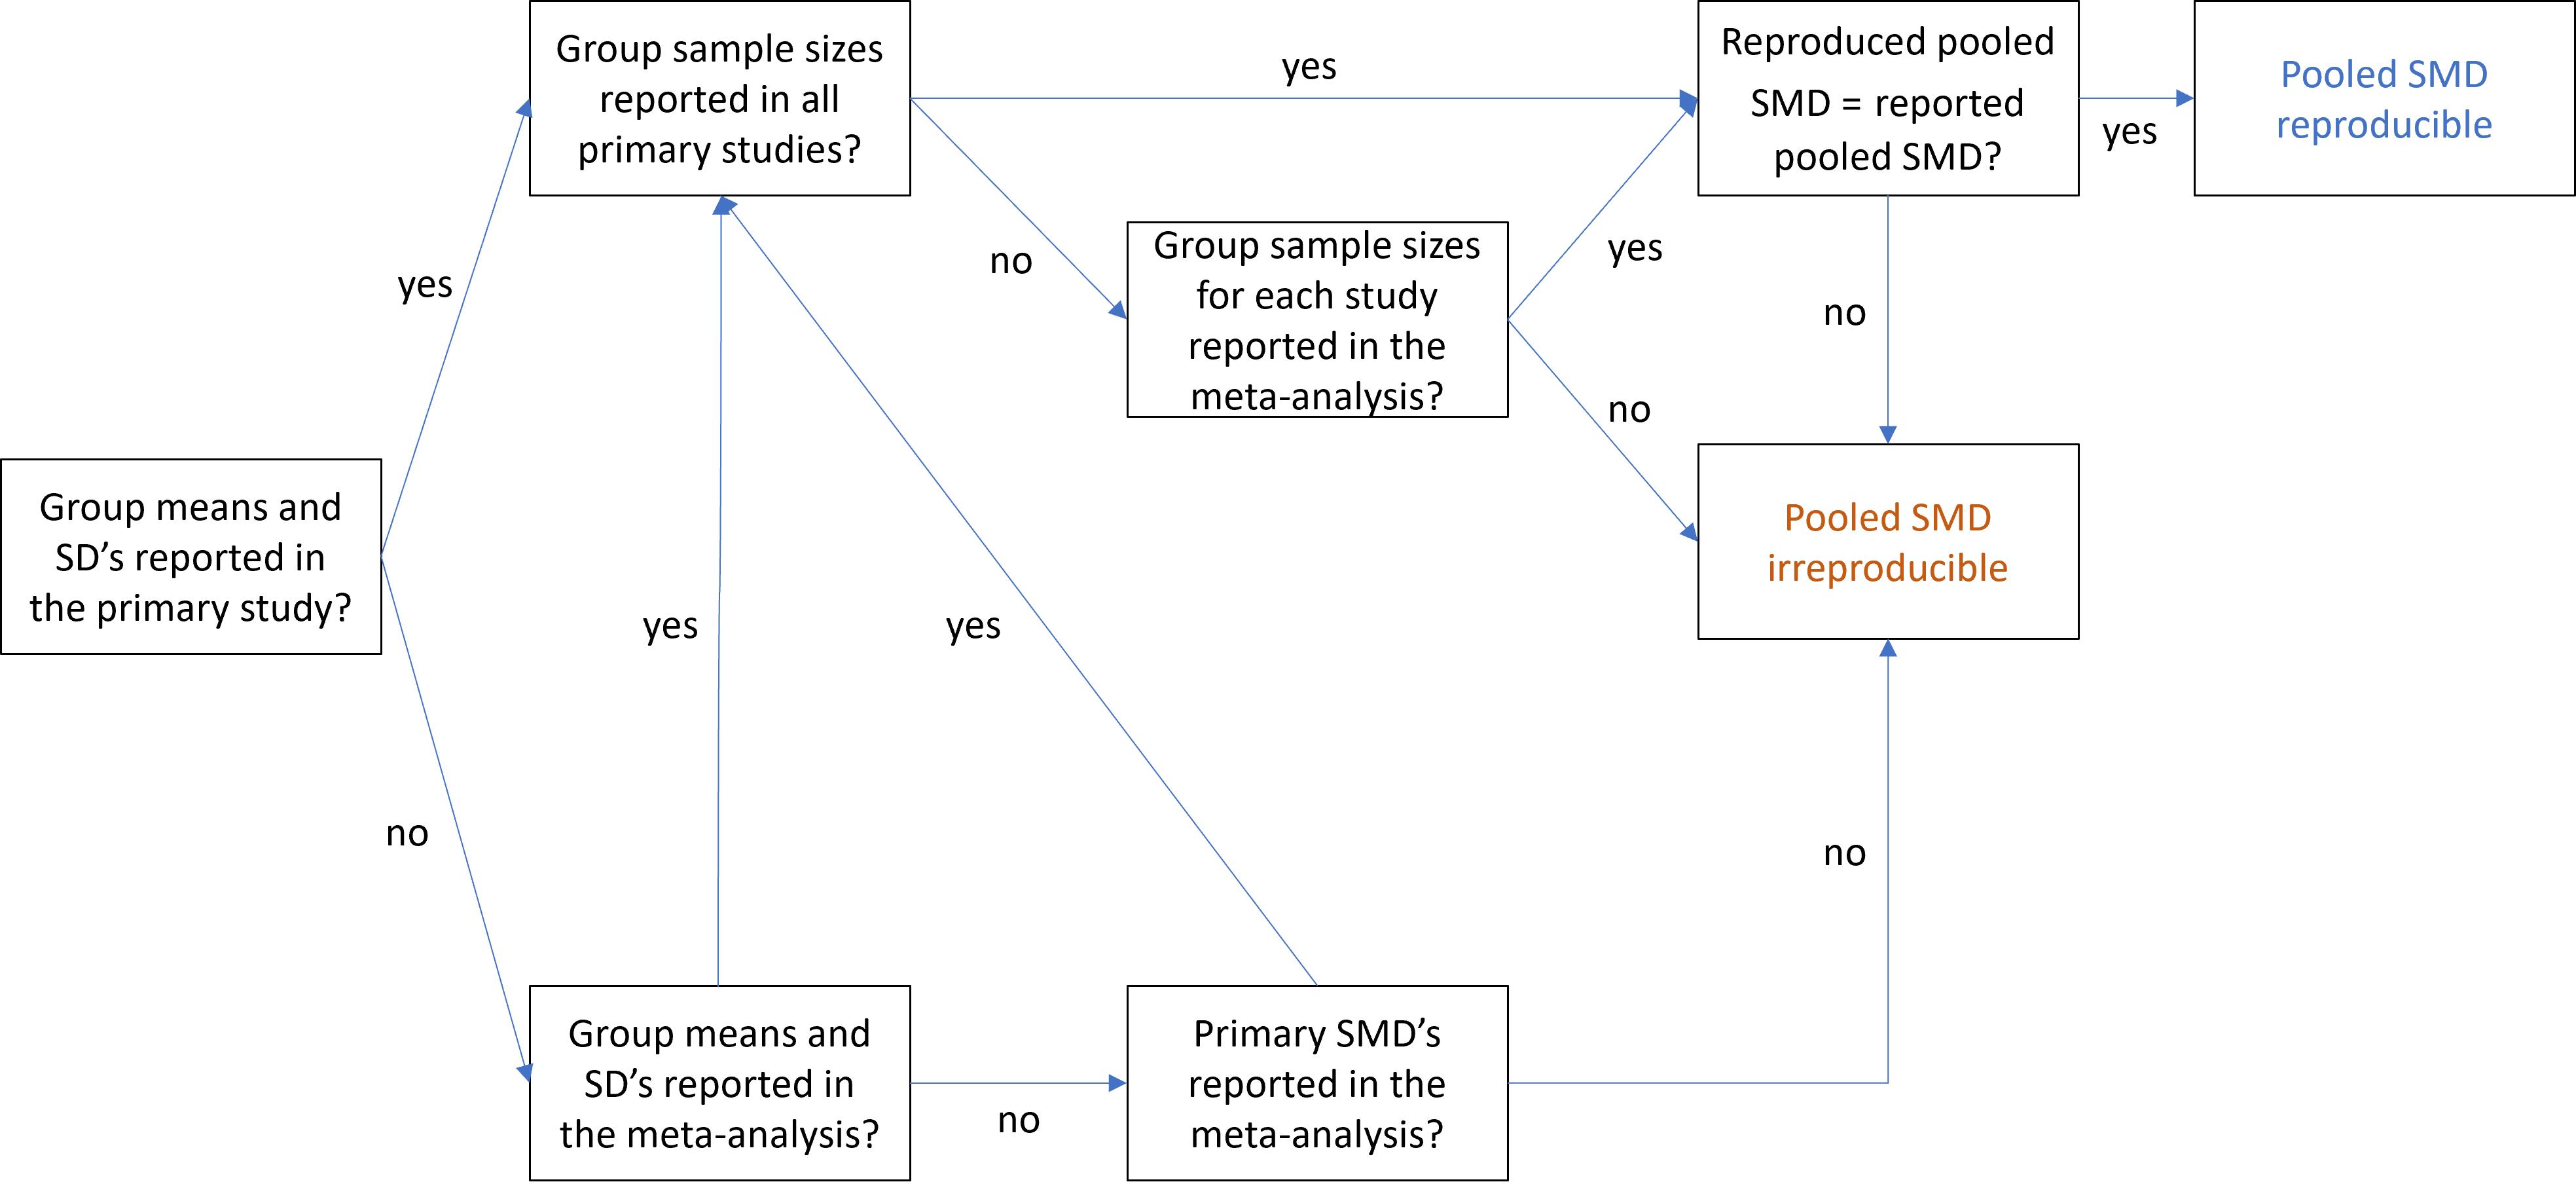 Group sample sizes
reported in all
primary studies?
yes
Reproduced pooled
SMD = reported
pooled SMD?
yes
Pooled SMD
reproducible
no
Group sample sizes
for each study
reported in the
meta-analysis?
yes
no
no
Pooled SMD
irreproducible
yes
Group means and
SD’s reported in
the primary study?
no
yes
yes
no
Group means and
SD’s reported in
the meta-analysis?
no
Primary SMD’s
reported in the
meta-analysis?